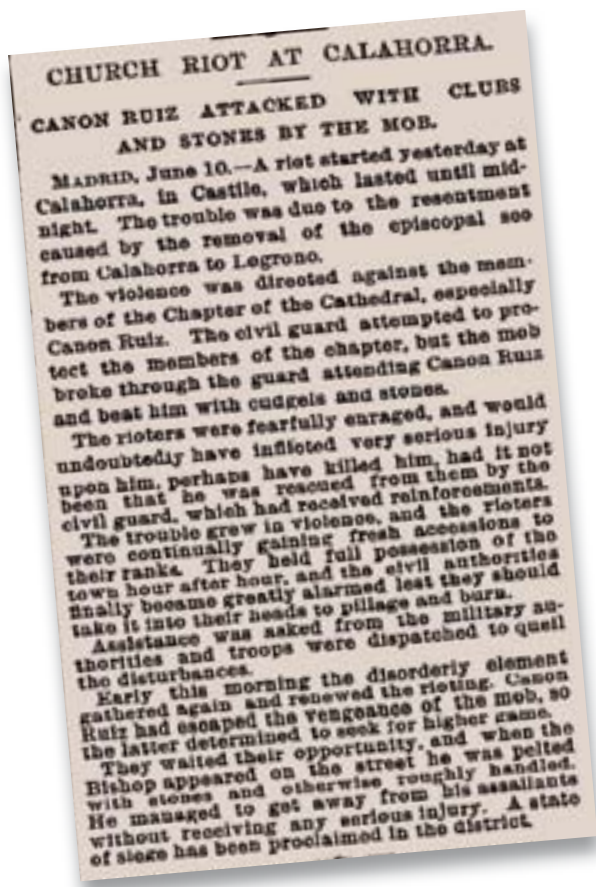 CHURCH RIOT AT CALAHORRA.
CANON RUIZ ATTACKED WITH CLUBS
AND STONES BY THE MOB.
MADRID, June 10.—A riot started yesterday at
Calahorra, in Castile, which lasted until mid-
night. The trouble was due to the resentment
caused by the removal of the episcopal see
from Calahorra to Logrono.
The violence was directed against the mem-
bers of the Chapter of the Cathedral, especially
Canon Ruiz. The civil guard attempted to pro-
tect the members of the chapter, but the mob
broke through the guard attending Canon Ruiz
and beat him with cudgels and stones.
The rioters were fearfully enraged, and would
undoubtedly have inflicted very serious injury
upon him, perhaps have killed him, had it not
been that he was rescued from them by the
civil guard, which had received reinforcements.
The trouble grew in violence, and the rioters
were continually gaining fresh accessions to
their ranks. They held full possession of the
town hour after hour, and the civil authorities
finally became greatly alarmed lest they should
take it into their heads to pillage and burn.
Assistance was asked from the military au-
thorities and troops were dispatched to quell
the disturbances.
Early this morning the disorderly element
gathered again and renewed the rioting. Canon
Ruiz had escaped the vengeance of the mob, so
the latter determined to seek for higher game.
They waited their opportunity, and when the
Bishop appeared on the street he was pelted
with stones and otherwise roughly handled.
He managed to get away from his assailants
without receiving any serious injury. A state
of siege has been proclaimed in the district.